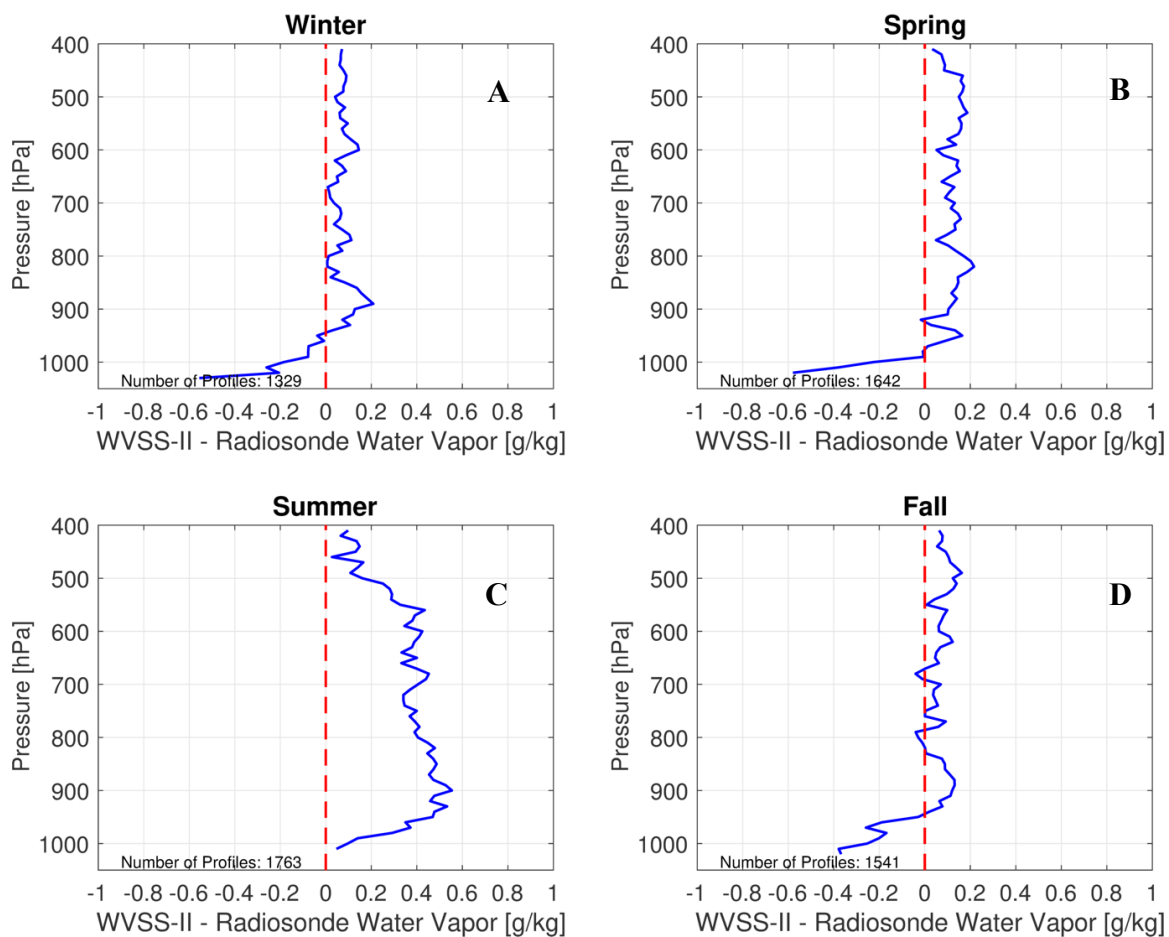 Winter
400
500
600
700
800
900
1000
Pressure [hPa]
A
Number of Profiles: 1329
-1 -0.8 -0.6 -0.4 -0.2 0 0.2 0.4 0.6 0.8 1
WVSS-II - Radiosonde Water Vapor [g/kg]
Spring
400
500
600
700
800
900
1000
Pressure [hPa]
B
Number of Profiles: 1642
-1 -0.8 -0.6 -0.4 -0.2 0 0.2 0.4 0.6 0.8 1
WVSS-II - Radiosonde Water Vapor [g/kg]
Summer
400
500
600
700
800
900
1000
Pressure [hPa]
C
Number of Profiles: 1763
-1 -0.8 -0.6 -0.4 -0.2 0 0.2 0.4 0.6 0.8 1
WVSS-II - Radiosonde Water Vapor [g/kg]
Fall
400
500
600
700
800
900
1000
Pressure [hPa]
D
Number of Profiles: 1541
-1 -0.8 -0.6 -0.4 -0.2 0 0.2 0.4 0.6 0.8 1
WVSS-II - Radiosonde Water Vapor [g/kg]